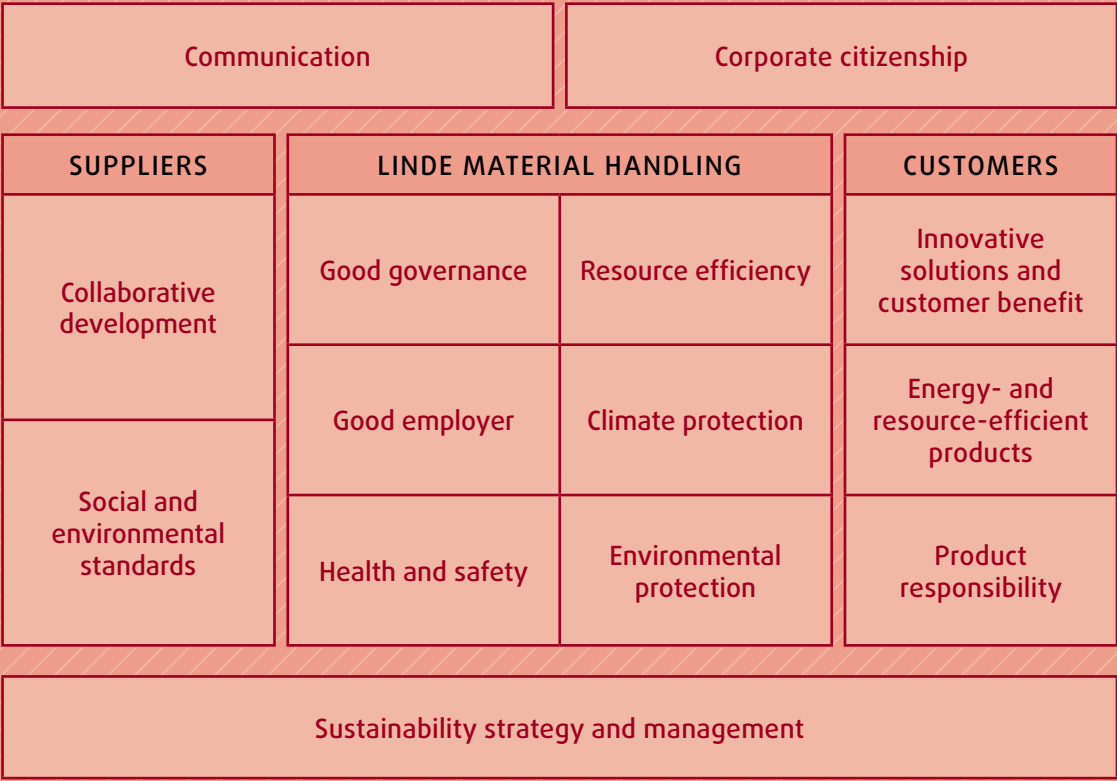 Communication
Corporate citizenship
SUPPLIERS
Collaborative
development
Social and
environmental
standards
LINDE MATERIAL HANDLING
Good governance
Resource efficiency
Good employer
Climate protection
Health and safety
Environmental
protection
CUSTOMERS
Innovative
solutions and
customer benefit
Energy- and
resource-efficient
products
Product
responsibility
Sustainability strategy and management